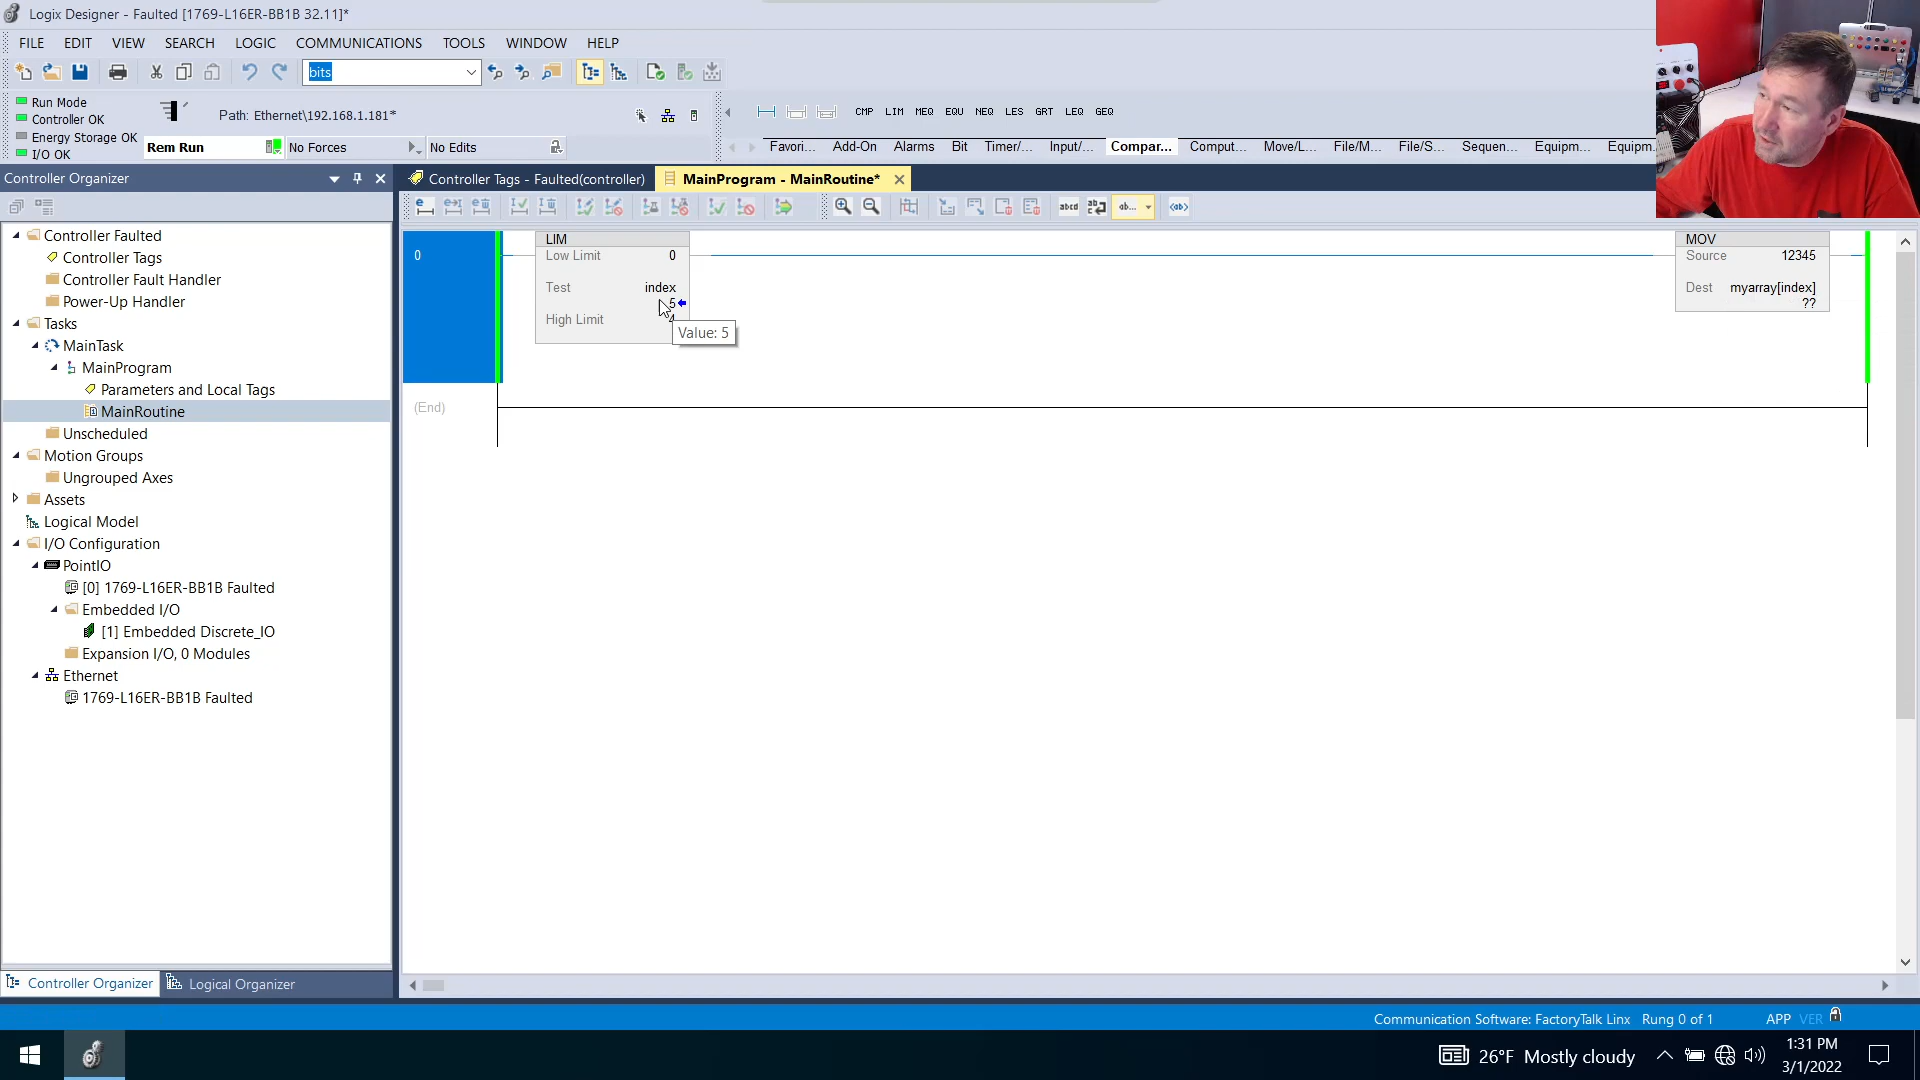 Logix Designer - Faulted [1769-L16ER-BB1B 32.11]*
FILE EDIT VIEW SEARCH LOGIC COMMUNICATIONS TOOLS WINDOW HELP
bits
Run Mode
Controller OK
Energy Storage OK
I/O OK
Path: Ethernet\192.168.1.181*
Rem Run
No Forces
No Edits
CMP LIM MEQ EQU NEQ LES GRT LEQ GEQ
Favori... Add-On Alarms Bit Timer/... Input/... Compar... Comput... Move/L... File/M... File/S... Sequen... Equipm... Equipm
Controller Organizer
Controller Tags - Faulted(controller)
MainProgram - MainRoutine*
abcd
ab...
<ab>
Controller Faulted
Controller Tags
Controller Fault Handler
Power-Up Handler
Tasks
MainTask
MainProgram
Parameters and Local Tags
MainRoutine
Unscheduled
Motion Groups
Ungrouped Axes
Assets
Logical Model
I/O Configuration
PointIO
[0] 1769-L16ER-BB1B Faulted
Embedded I/O
[1] Embedded Discrete_IO
Expansion I/O, 0 Modules
Ethernet
1769-L16ER-BB1B Faulted
0
LIM
Low Limit 0
Test index
5
High Limit 4
Value: 5
MOV
Source 12345
Dest myarray[index]
??
(End)
Controller Organizer
Logical Organizer
Communication Software: FactoryTalk Linx Rung 0 of 1 APP VER
26°F Mostly cloudy
1:31 PM
3/1/2022